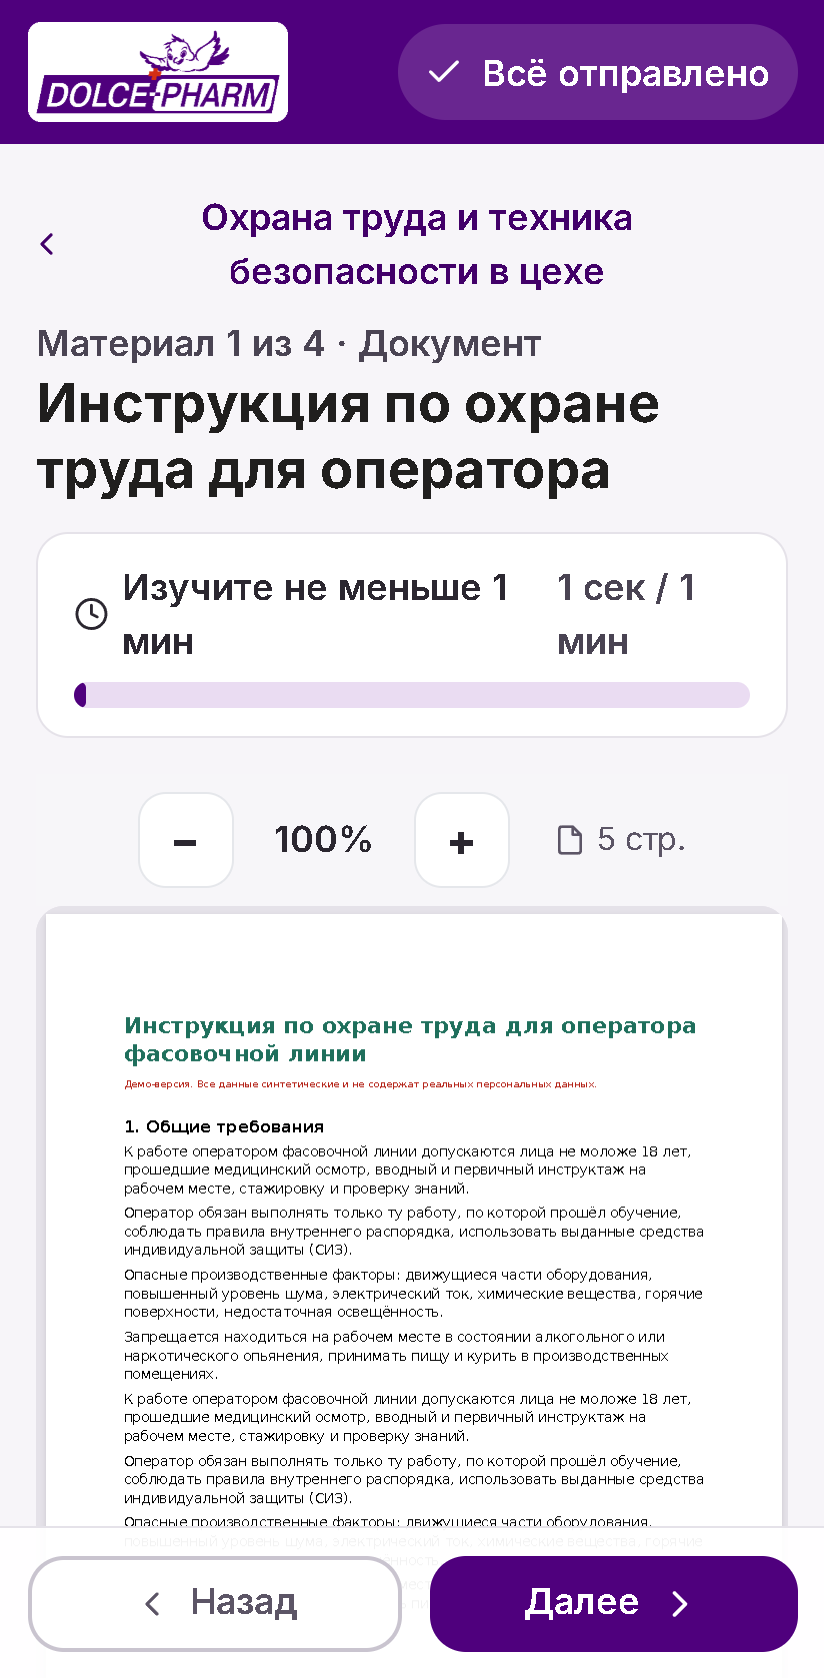 DOLCE-PHARM
Всё отправлено
Охрана труда и техника
безопасности в цехе
Материал 1 из 4 · Документ
Инструкция по охране
труда для оператора
Изучите не меньше 1
мин
1 сек / 1
мин
100%
5 стр.
Инструкция по охране труда для оператора
фасовочной линии
Демо-версия. Все данные синтетические и не содержат реальных персональных данных.
1. Общие требования
К работе оператором фасовочной линии допускаются лица не моложе 18 лет,
прошедшие медицинский осмотр, вводный и первичный инструктаж на
рабочем месте, стажировку и проверку знаний.
Оператор обязан выполнять только ту работу, по которой прошёл обучение,
соблюдать правила внутреннего распорядка, использовать выданные средства
индивидуальной защиты (СИЗ).
Опасные производственные факторы: движущиеся части оборудования,
повышенный уровень шума, электрический ток, химические вещества, горячие
поверхности, недостаточная освещённость.
Запрещается находиться на рабочем месте в состоянии алкогольного или
наркотического опьянения, принимать пищу и курить в производственных
помещениях.
К работе оператором фасовочной линии допускаются лица не моложе 18 лет,
прошедшие медицинский осмотр, вводный и первичный инструктаж на
рабочем месте, стажировку и проверку знаний.
Оператор обязан выполнять только ту работу, по которой прошёл обучение,
соблюдать правила внутреннего распорядка, использовать выданные средства
индивидуальной защиты (СИЗ).
Опасные производственные факторы: движущиеся части оборудования,
повышенный уровень шума, электрический ток, химические вещества, горячие
Назад
Далее